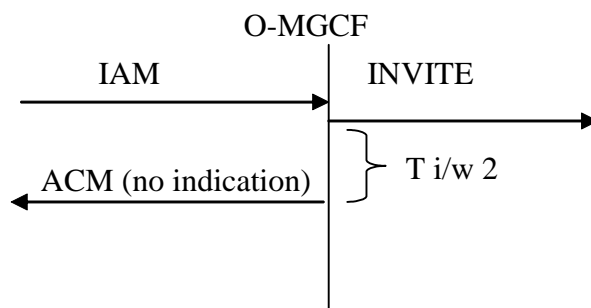 O-MGCF
IAM INVITE
T i/w 2
ACM (no indication)